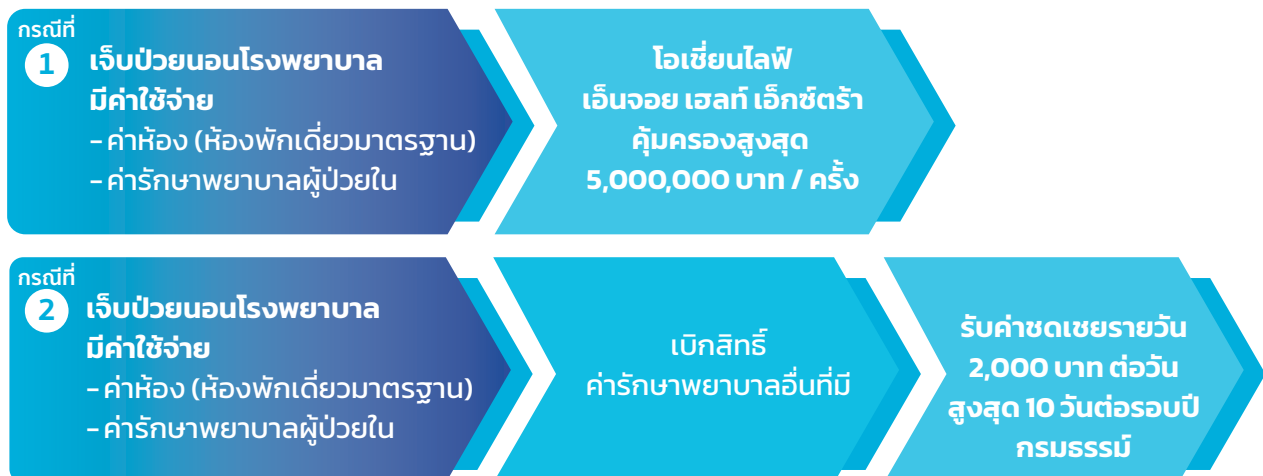 กรณีที่
1
เจ็บป่วยนอนโรงพยาบาล
มีค่าใช้จ่าย
- ค่าห้อง (ห้องพักเดี่ยวมาตรฐาน)
- ค่ารักษาพยาบาลผู้ป่วยใน
โอเชี่ยนไลฟ์
เอ็นจอย เฮลท์ เอ็กซ์ตร้า
คุ้มครองสูงสุด
5,000,000 บาท / ครั้ง
กรณีที่
2
เจ็บป่วยนอนโรงพยาบาล
มีค่าใช้จ่าย
- ค่าห้อง (ห้องพักเดี่ยวมาตรฐาน)
- ค่ารักษาพยาบาลผู้ป่วยใน
เบิกสิทธิ์
ค่ารักษาพยาบาลอื่นที่มี
รับค่าชดเชยรายวัน
2,000 บาท ต่อวัน
สูงสุด 10 วันต่อรอบปี
กรมธรรม์